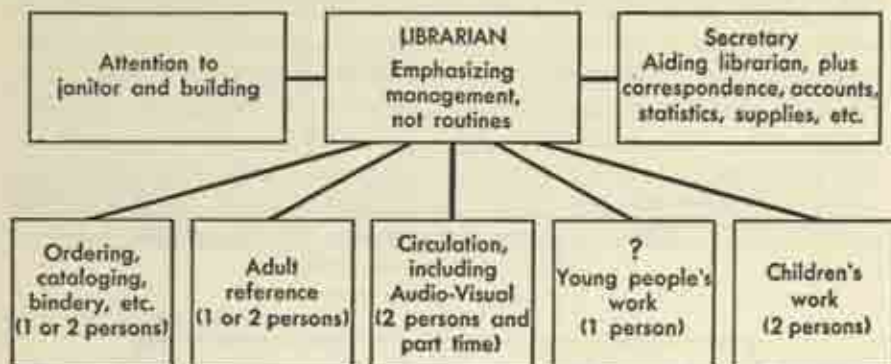 Attention to
janitor and building
LIBRARIAN
Emphasizing
management,
not routines
Secretary
Aiding librarian, plus
correspondence, accounts,
statistics, supplies, etc.
Ordering,
cataloging,
bindery, etc.
(1 or 2 persons)
Adult
reference
(1 or 2 persons)
Circulation,
including
Audio-Visual
(2 persons and
part time)
?
Young people's
work
(1 person)
Children's
work
(2 persons)